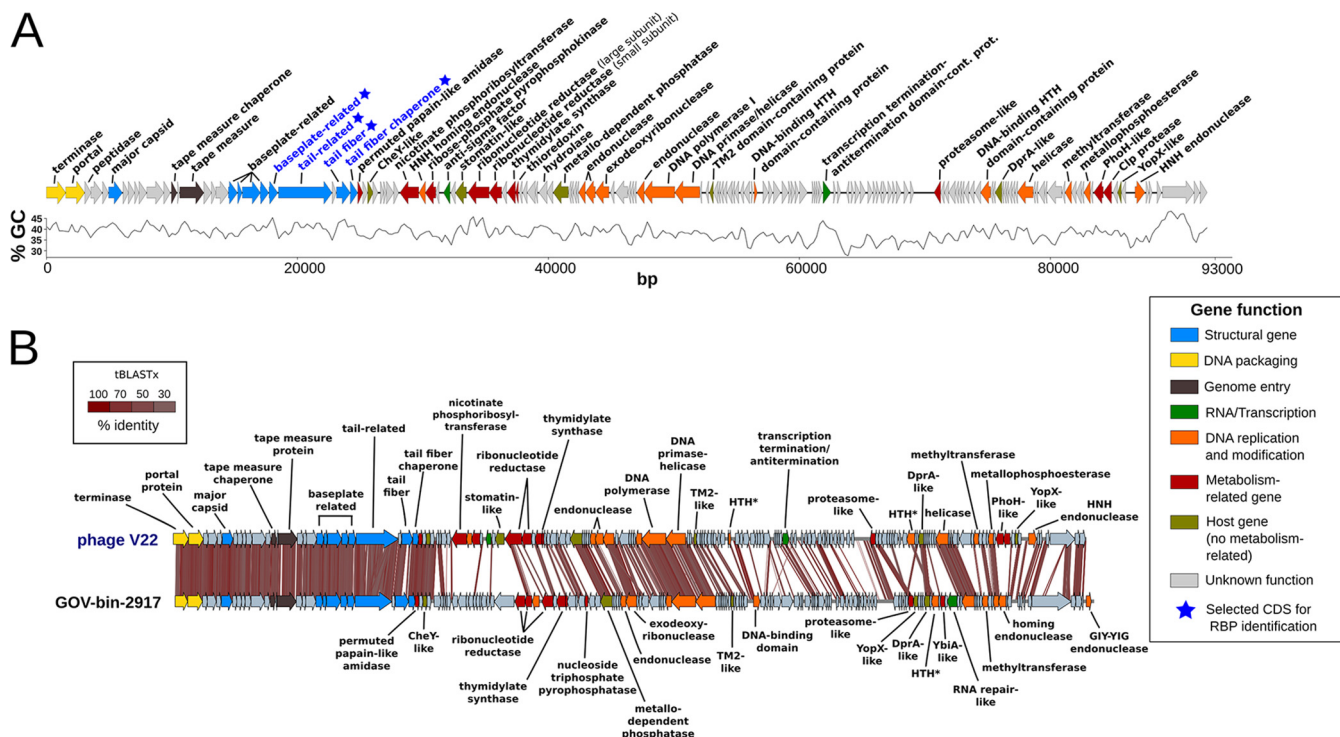 A
terminase
portal
peptidase
major capsid
tape measure chaperone
tape measure
baseplate-related
baseplate-related
tail-related
tail fiber
tail fiber chaperone
permuted papain-like amidase
CheY-like
nicotinate phosphoribosyltransferase
HNH homing endonuclease
ribose-phosphate pyrophosphokinase
anti-sigma factor
stomatin-like
ribonucleotide reductase (large subunit)
ribonucleotide reductase (small subunit)
thymidylate synthase
thioredoxin
hydrolase
metallo-dependent phosphatase
endonuclease
exodeoxyribonuclease
endonuclease
DNA polymerase I
DNA primase/helicase
TM2 domain-containing protein
DNA-binding HTH
domain-containing protein
transcription termination-
antitermination domain-cont. prot.
proteasome-like
DNA-binding HTH
domain-containing protein
DprA-like
helicase
methyltransferase
metallophosphoesterase
PhoH-like
Clp protease
YopX-like
HNH endonuclease
% GC
45
40
35
30
0
20000
40000
60000
80000
93000
bp
B
tBLASTx
100 70 50 30
% identity
terminase
portal
protein
major
capsid
tape measure
chaperone
tape measure
protein
baseplate
related
tail-related
tail
fiber
tail fiber
chaperone
nicotinate
phosphoribosyl-
transferase
stomatin-
like
ribonucleotide
reductase
thymidylate
synthase
endonuclease
DNA
polymerase
DNA
primase-
helicase
TM2-
like
HTH*
transcription
termination/
antitermination
proteasome-
like
HTH*
DprA-
like
helicase
methyltransferase
metallophosphoesterase
PhoH-
like
YopX-
like
HNH
endonuclease
phage V22
GOV-bin-2917
permuted
papain-like
amidase
CheY-
like
ribonucleotide
reductase
thymidylate
synthase
nucleoside
triphosphate
pyrophosphatase
metallo-
dependent
phosphatase
endonuclease
exodeoxy-
ribonuclease
TM2-
like
DNA-binding
domain
proteasome-
like
YopX-
like
DprA-
like
HTH*
YbiA-
like
RNA repair-
like
methyltransferase
homing
endonuclease
GIY-YIG
endonuclease
Gene function
Structural gene
DNA packaging
Genome entry
RNA/Transcription
DNA replication
and modification
Metabolism-
related gene
Host gene
(no metabolism-
related)
Unknown function
Selected CDS for
RBP identification